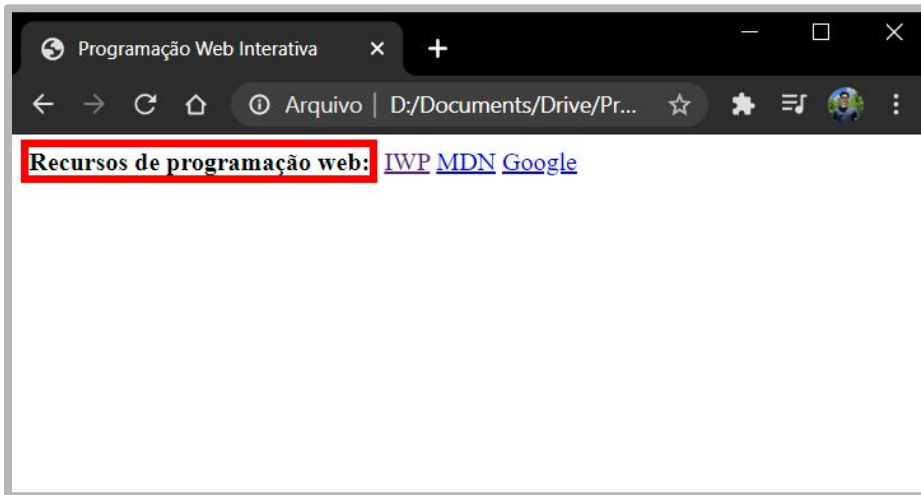 Programação Web Interativa
Arquivo | D:/Documents/Drive/Pr...
Recursos de programação web: IWP MDN Google